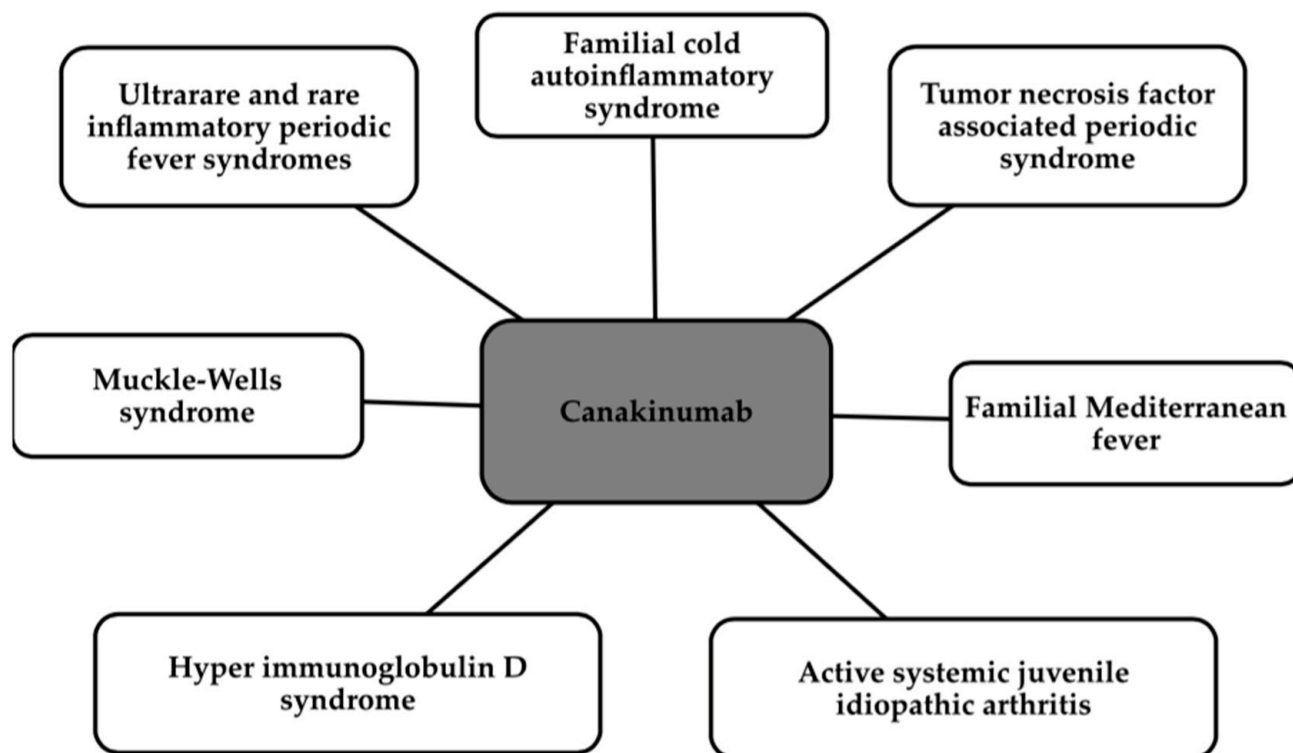 Familial cold
autoinflammatory
syndrome
Ultrarare and rare
inflammatory periodic
fever syndromes
Tumor necrosis factor
associated periodic
syndrome
Muckle-Wells
syndrome
Canakinumab
Familial Mediterranean
fever
Hyper immunoglobulin D
syndrome
Active systemic juvenile
idiopathic arthritis